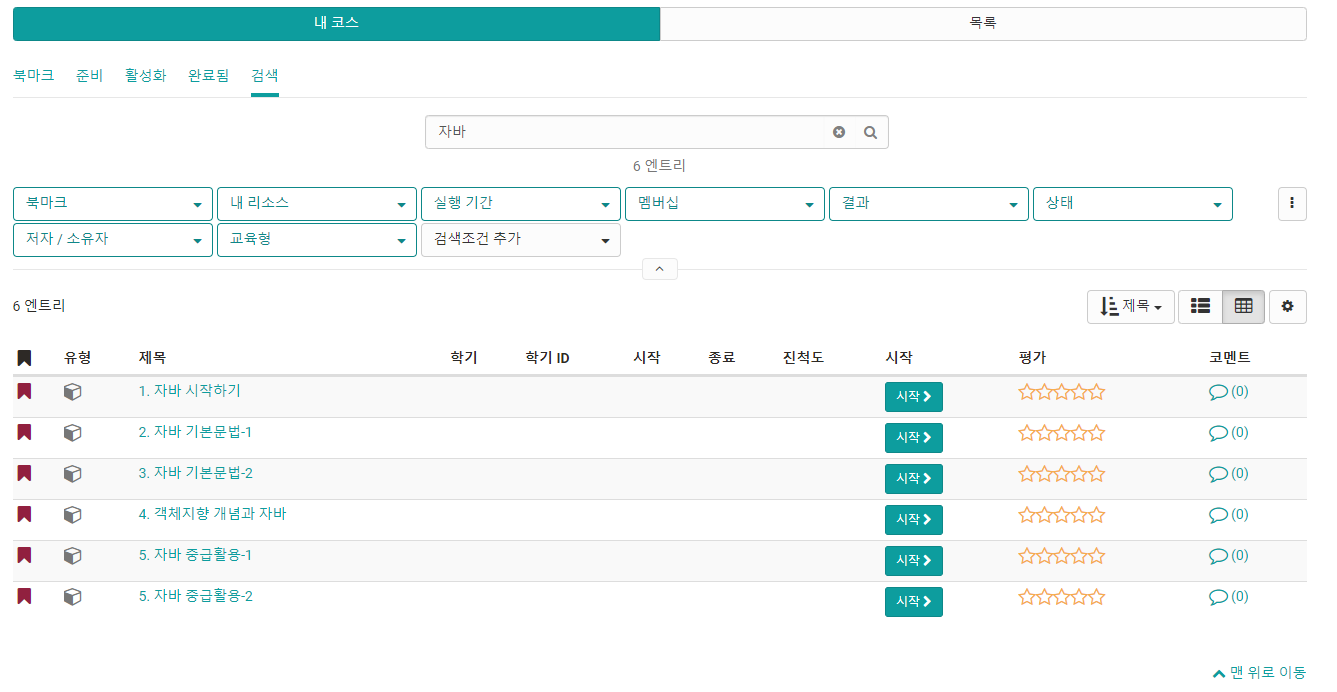 내 코스 목록
북마크 준비 활성화 완료됨 검색
자바
6 엔트리
북마크 내 리소스 실행 기간 멤버십 결과 상태
저자 / 소유자 교육형 검색조건 추가
6 엔트리 제목
유형 제목 학기 학기 ID 시작 종료 진척도 시작 평가 코멘트
1. 자바 시작하기 시작 (0)
2. 자바 기본문법-1 시작 (0)
3. 자바 기본문법-2 시작 (0)
4. 객체지향 개념과 자바 시작 (0)
5. 자바 중급활용-1 시작 (0)
5. 자바 중급활용-2 시작 (0)
맨 위로 이동